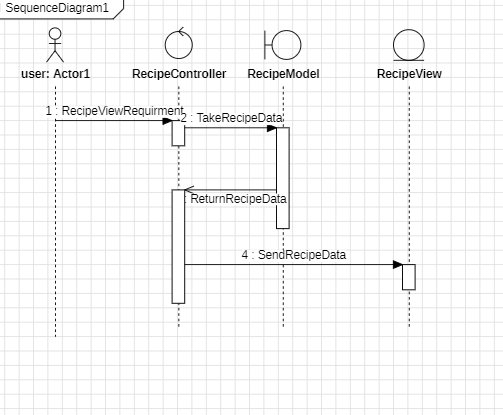 SequenceDiagram1
user: Actor1
RecipeController
RecipeModel
RecipeView
1 : RecipeViewRequirment
2 : TakeRecipeData
: ReturnRecipeData
4 : SendRecipeData